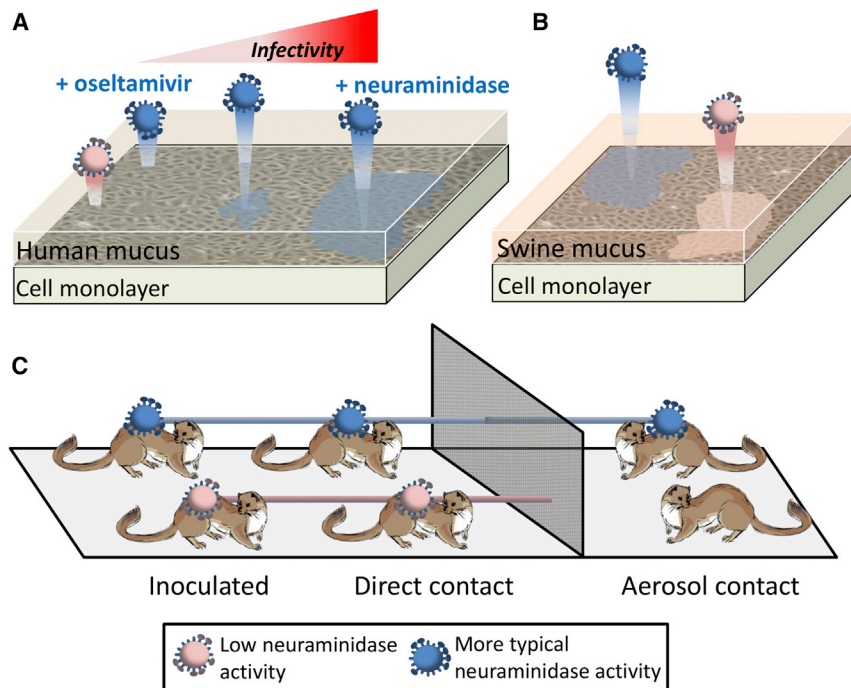 A
Infectivity
+ oseltamivir
+ neuraminidase
Human mucus
Cell monolayer
B
Swine mucus
Cell monolayer
C
Inoculated
Direct contact
Aerosol contact
Low neuraminidase
activity
More typical
neuraminidase activity